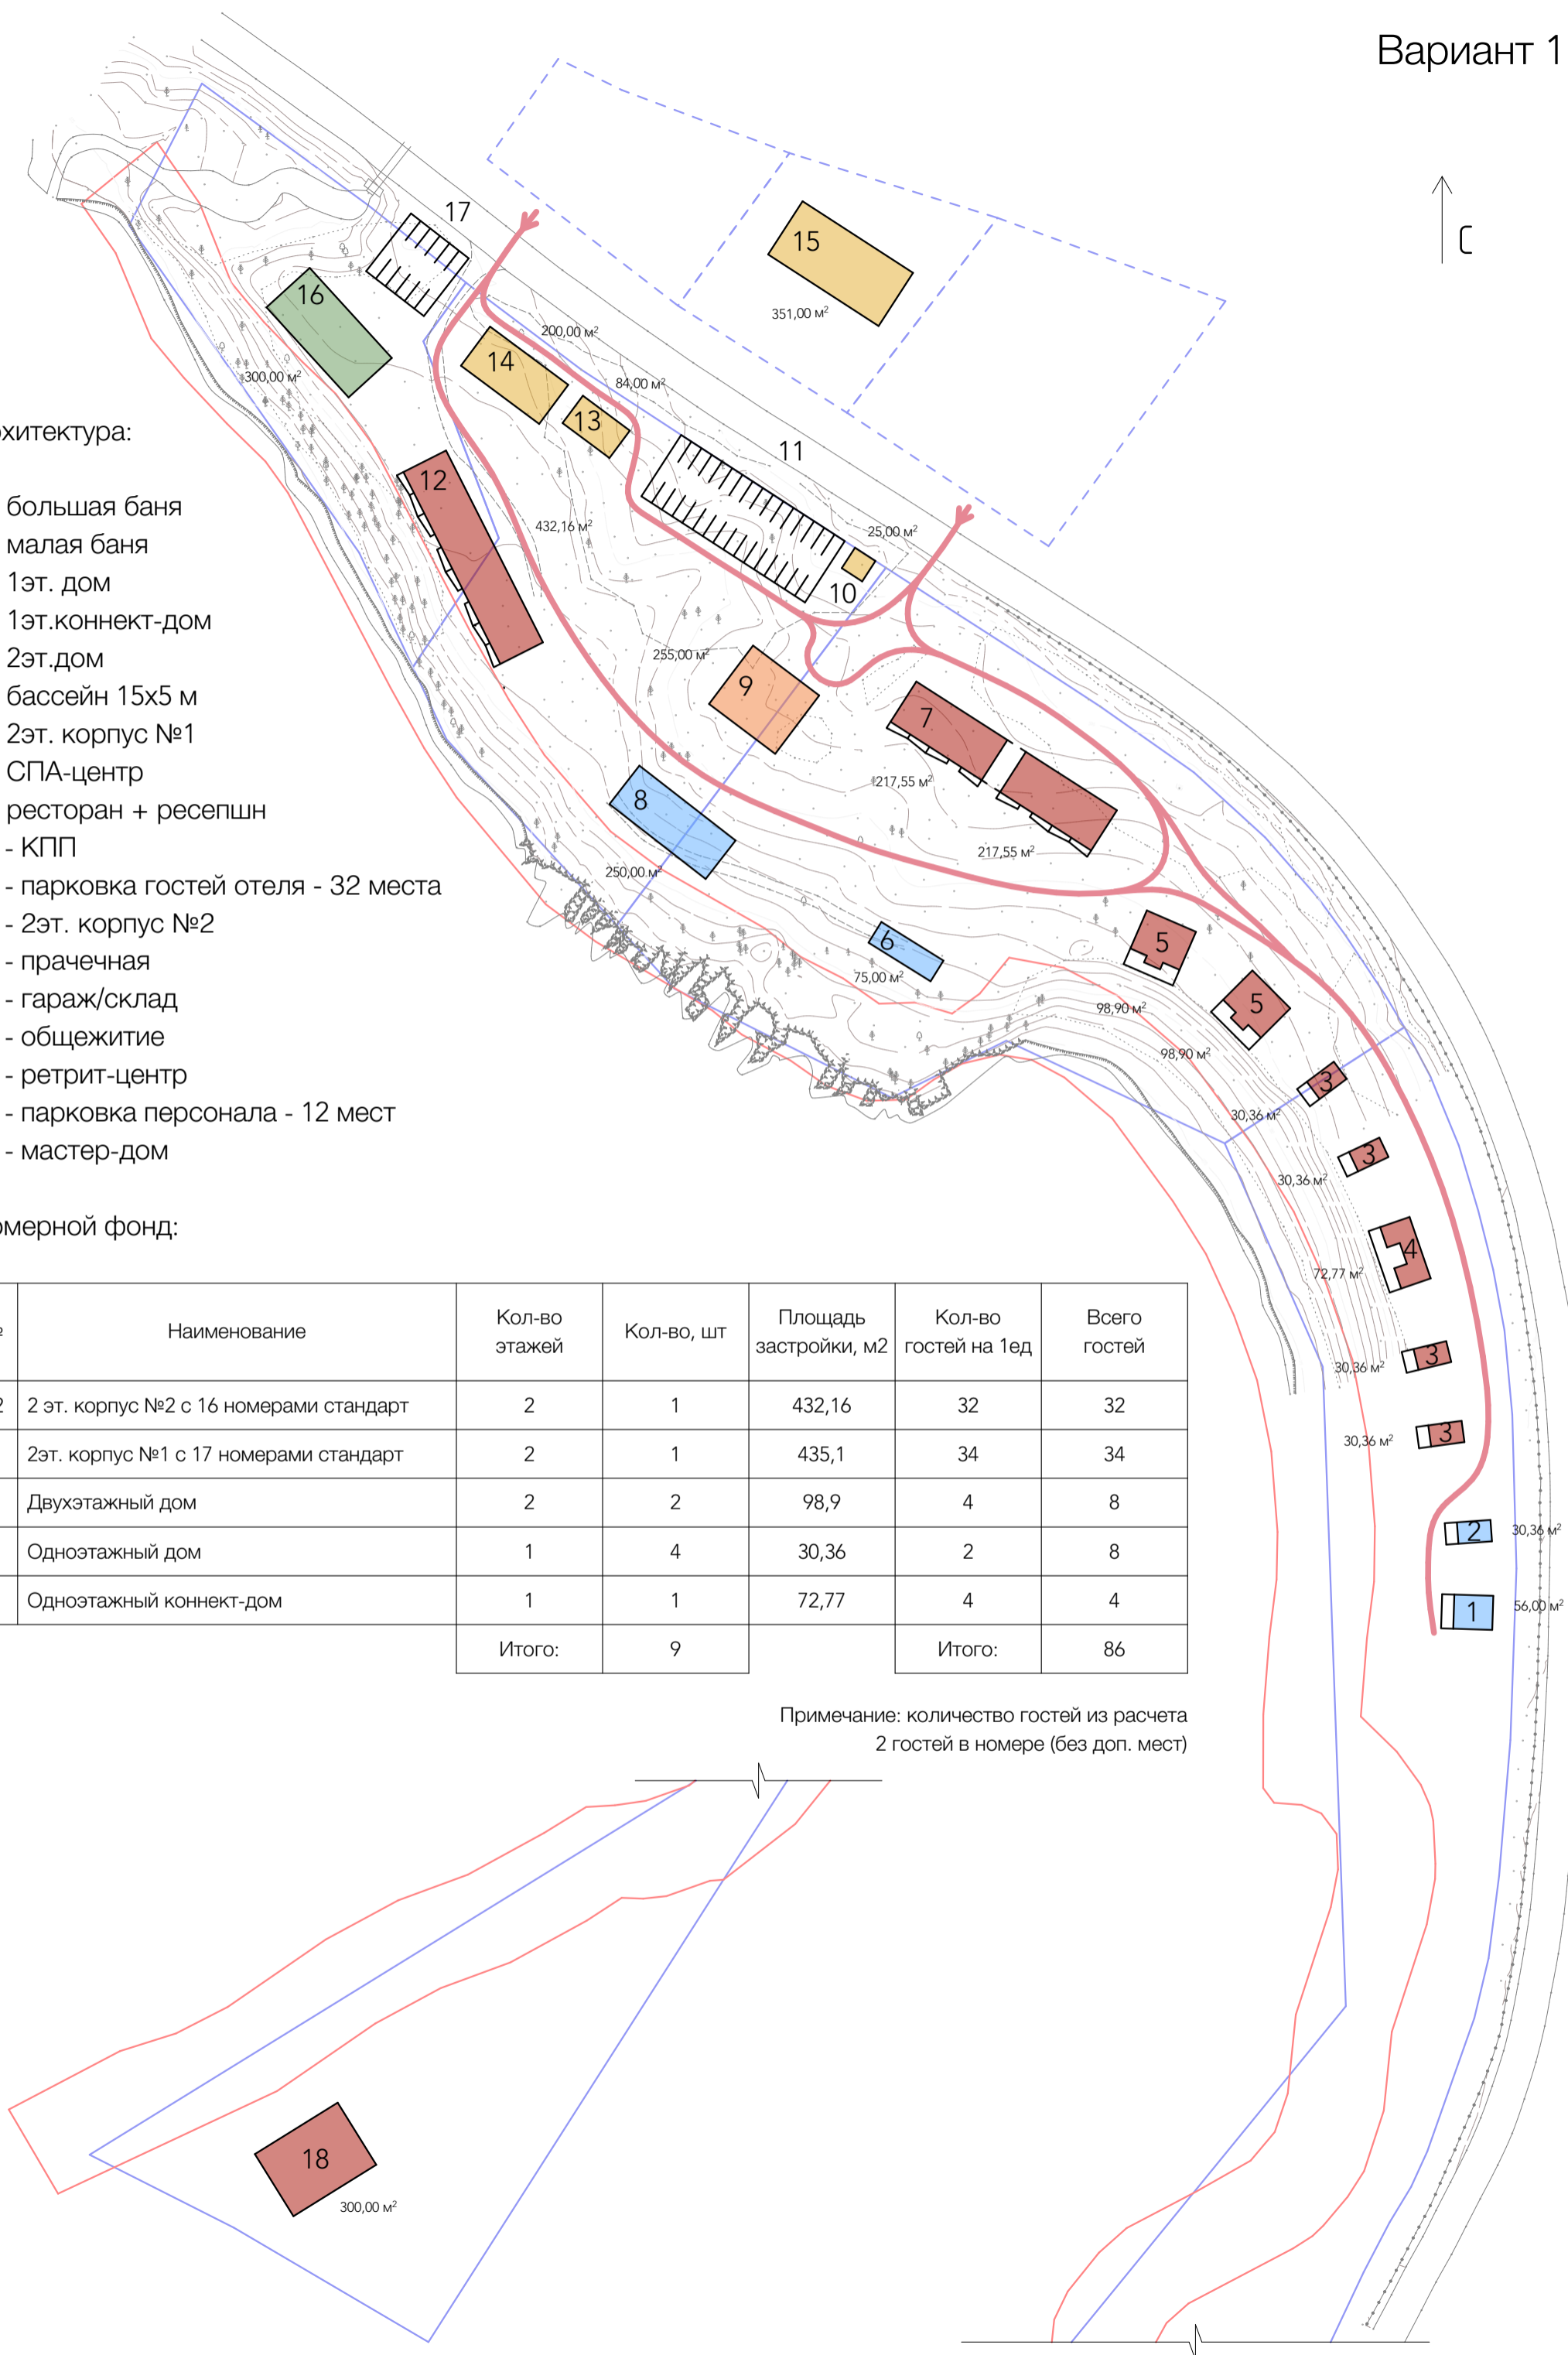 Вариант 1
С
17
15
351,00 м²
16
200,00 м²
14
84,00 м²
300,00 м²
13
11
12
432,16 м²
25,00 м²
10
255,00 м²
9
7
217,55 м²
8
217,55 м²
250,00 м²
6
75,00 м²
5
98,90 м²
5
98,90 м²
3
30,36 м²
3
30,36 м²
4
72,77 м²
3
30,36 м²
3
30,36 м²
2
30,36 м²
1
56,00 м²
хитектура:
большая баня
малая баня
1эт. дом
1эт.коннект-дом
2эт.дом
бассейн 15х5 м
2эт. корпус №1
СПА-центр
ресторан + ресепшн
- КПП
- парковка гостей отеля - 32 места
- 2эт. корпус №2
- прачечная
- гараж/склад
- общежитие
- ретрит-центр
- парковка персонала - 12 мест
- мастер-дом
омерной фонд:
Наименование Кол-во этажей Кол-во, шт Площадь застройки, м2 Кол-во гостей на 1ед Всего гостей
2 2 эт. корпус №2 с 16 номерами стандарт 2 1 432,16 32 32
2эт. корпус №1 с 17 номерами стандарт 2 1 435,1 34 34
Двухэтажный дом 2 2 98,9 4 8
Одноэтажный дом 1 4 30,36 2 8
Одноэтажный коннект-дом 1 1 72,77 4 4
Итого: 9 Итого: 86
Примечание: количество гостей из расчета
2 гостей в номере (без доп. мест)
18
300,00 м²